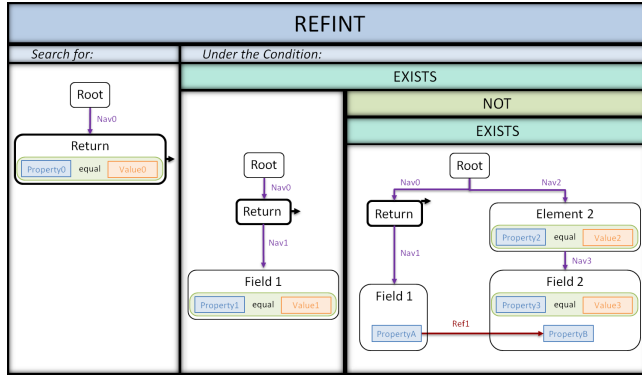 REFINT
Search for:
Under the Condition:
EXISTS
NOT
EXISTS
Root
Nav0
Return
Property0 equal Value0
Root
Nav0
Return
Nav1
Field 1
Property1 equal Value1
Root
Nav0 Nav2
Return
Element 2
Property2 equal Value2
Nav1
Nav3
Field 1
Field 2
Property3 equal Value3
PropertyA Ref1 PropertyB